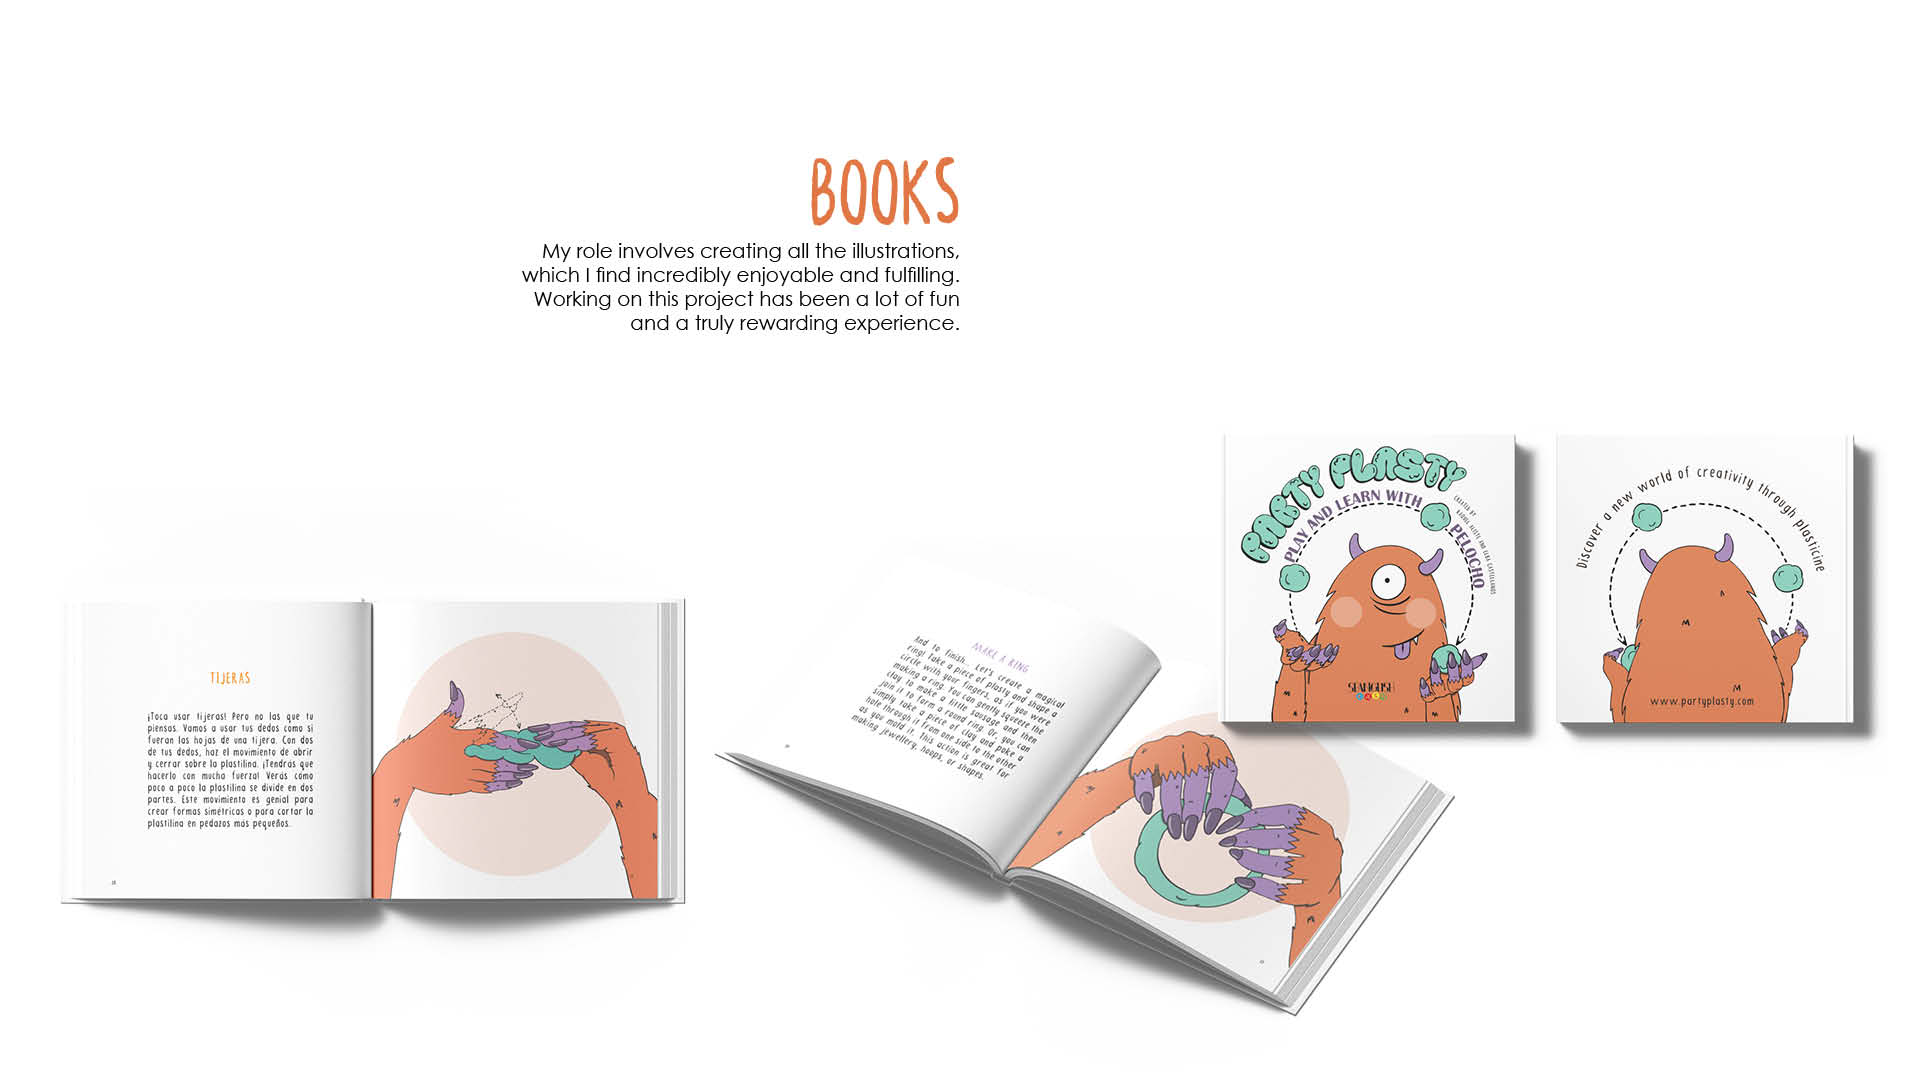 BOOKS
My role involves creating all the illustrations,
which I find incredibly enjoyable and fulfilling.
Working on this project has been a lot of fun
and a truly rewarding experience.
TIJERAS
¡Toca usar tijeras! Pero no las que tu
piensas. Vamos a usar tus dedos como si
fueran las hojas de una tijera. Con dos
de tus dedos, haz el movimiento de abrir
y cerrar sobre la plastilina. ¡Tendrás que
hacerlo con mucha fuerza! Verás como
poco a poco la plastilina se divide en dos
partes. Este movimiento es genial para
crear formas simétricas o para cortar la
plastilina en pedazos más pequeños.
MAKE A RING
And to finish... Let's create a magical
ring! Take a piece of plasty and shape a
circle with your fingers, as if you were
making a ring. You can gently squeeze the
clay to make a little sausage and then
join it to form a round ring. Or, you can
simply take a piece of clay and poke a
hole through it from one side to the other
as you mold it. This action is great for
making jewellery, hoops, or shapes.
PARTY PLASTY
PLAY AND LEARN WITH PELOCHO
CREATED BY
SPANGLISH
Discover a new world of creativity through plasticine
www.partyplasty.com